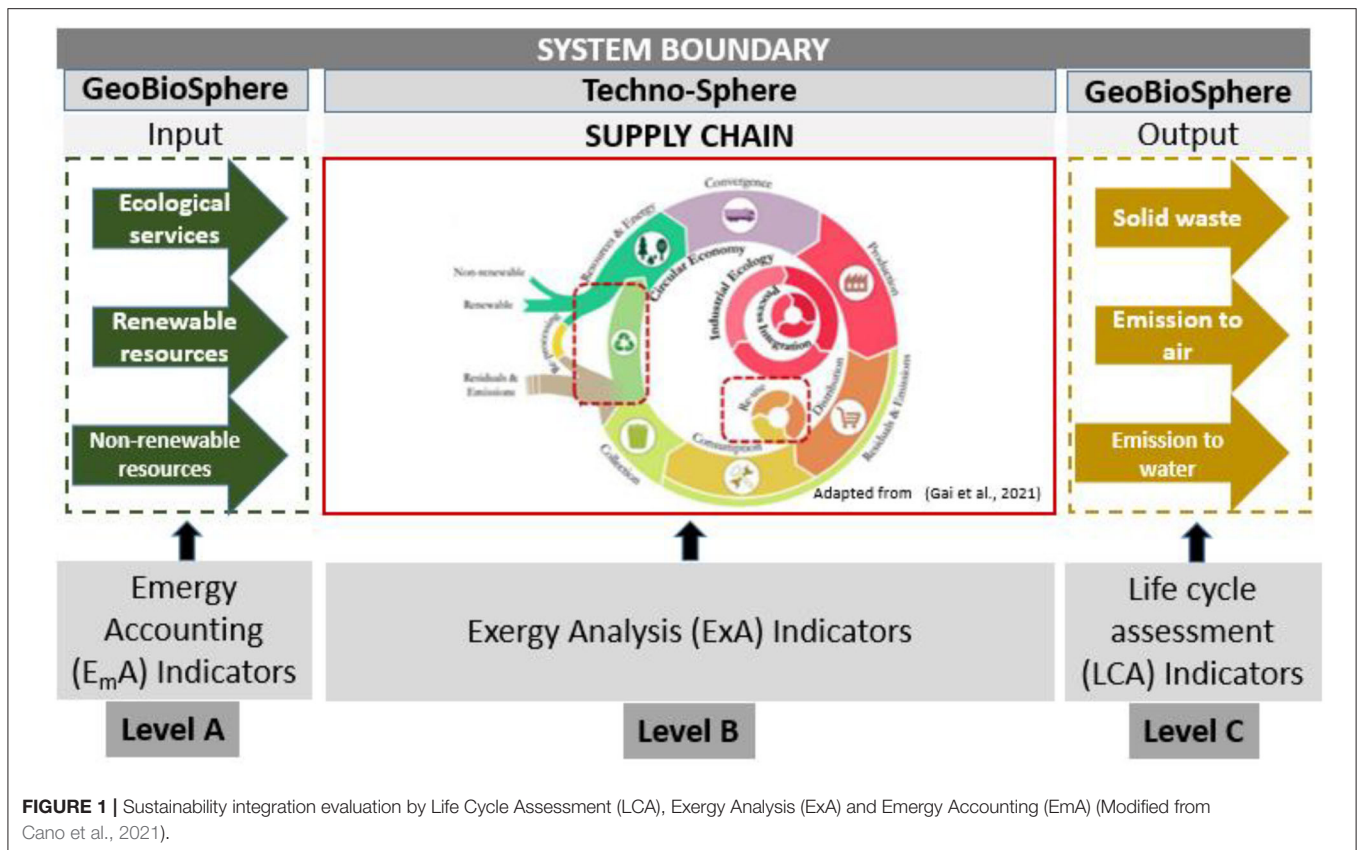 SYSTEM BOUNDARY
GeoBioSphere
Techno-Sphere
GeoBioSphere
Input
SUPPLY CHAIN
Output
Ecological
services
Renewable
resources
Non-renewable
resources
Convergence
Resources & Energy
Circular Economy
Production
Industrial Ecology
Process
Integration
Non-renewable
Renewable
Residuals &
Emissions
Re-use
Distribution
Consumption
Collection
Residuals & Emissions
Adapted from (Gai et al., 2021)
Solid waste
Emission to
air
Emission to
water
Emergy
Accounting
(EmA) Indicators
Exergy Analysis (ExA) Indicators
Life cycle
assessment
(LCA) Indicators
Level A
Level B
Level C
FIGURE 1 | Sustainability integration evaluation by Life Cycle Assessment (LCA), Exergy Analysis (ExA) and Emergy Accounting (EmA) (Modified from
Cano et al., 2021).